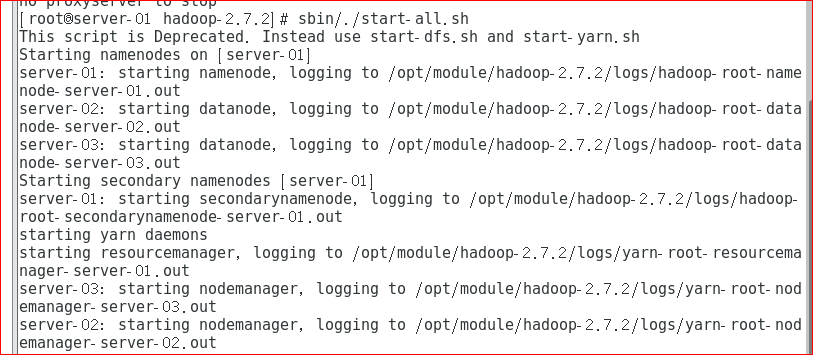 no proxyserver to stop
[root@server-01 hadoop-2.7.2]# sbin/./start-all.sh
This script is Deprecated. Instead use start-dfs.sh and start-yarn.sh
Starting namenodes on [server-01]
server-01: starting namenode, logging to /opt/module/hadoop-2.7.2/logs/hadoop-root-name
node-server-01.out
server-02: starting datanode, logging to /opt/module/hadoop-2.7.2/logs/hadoop-root-data
node-server-02.out
server-03: starting datanode, logging to /opt/module/hadoop-2.7.2/logs/hadoop-root-data
node-server-03.out
Starting secondary namenodes [server-01]
server-01: starting secondarynamenode, logging to /opt/module/hadoop-2.7.2/logs/hadoop-
root-secondarynamenode-server-01.out
starting yarn daemons
starting resourcemanager, logging to /opt/module/hadoop-2.7.2/logs/yarn-root-resourcema
nager-server-01.out
server-03: starting nodemanager, logging to /opt/module/hadoop-2.7.2/logs/yarn-root-nod
emanager-server-03.out
server-02: starting nodemanager, logging to /opt/module/hadoop-2.7.2/logs/yarn-root-nod
emanager-server-02.out